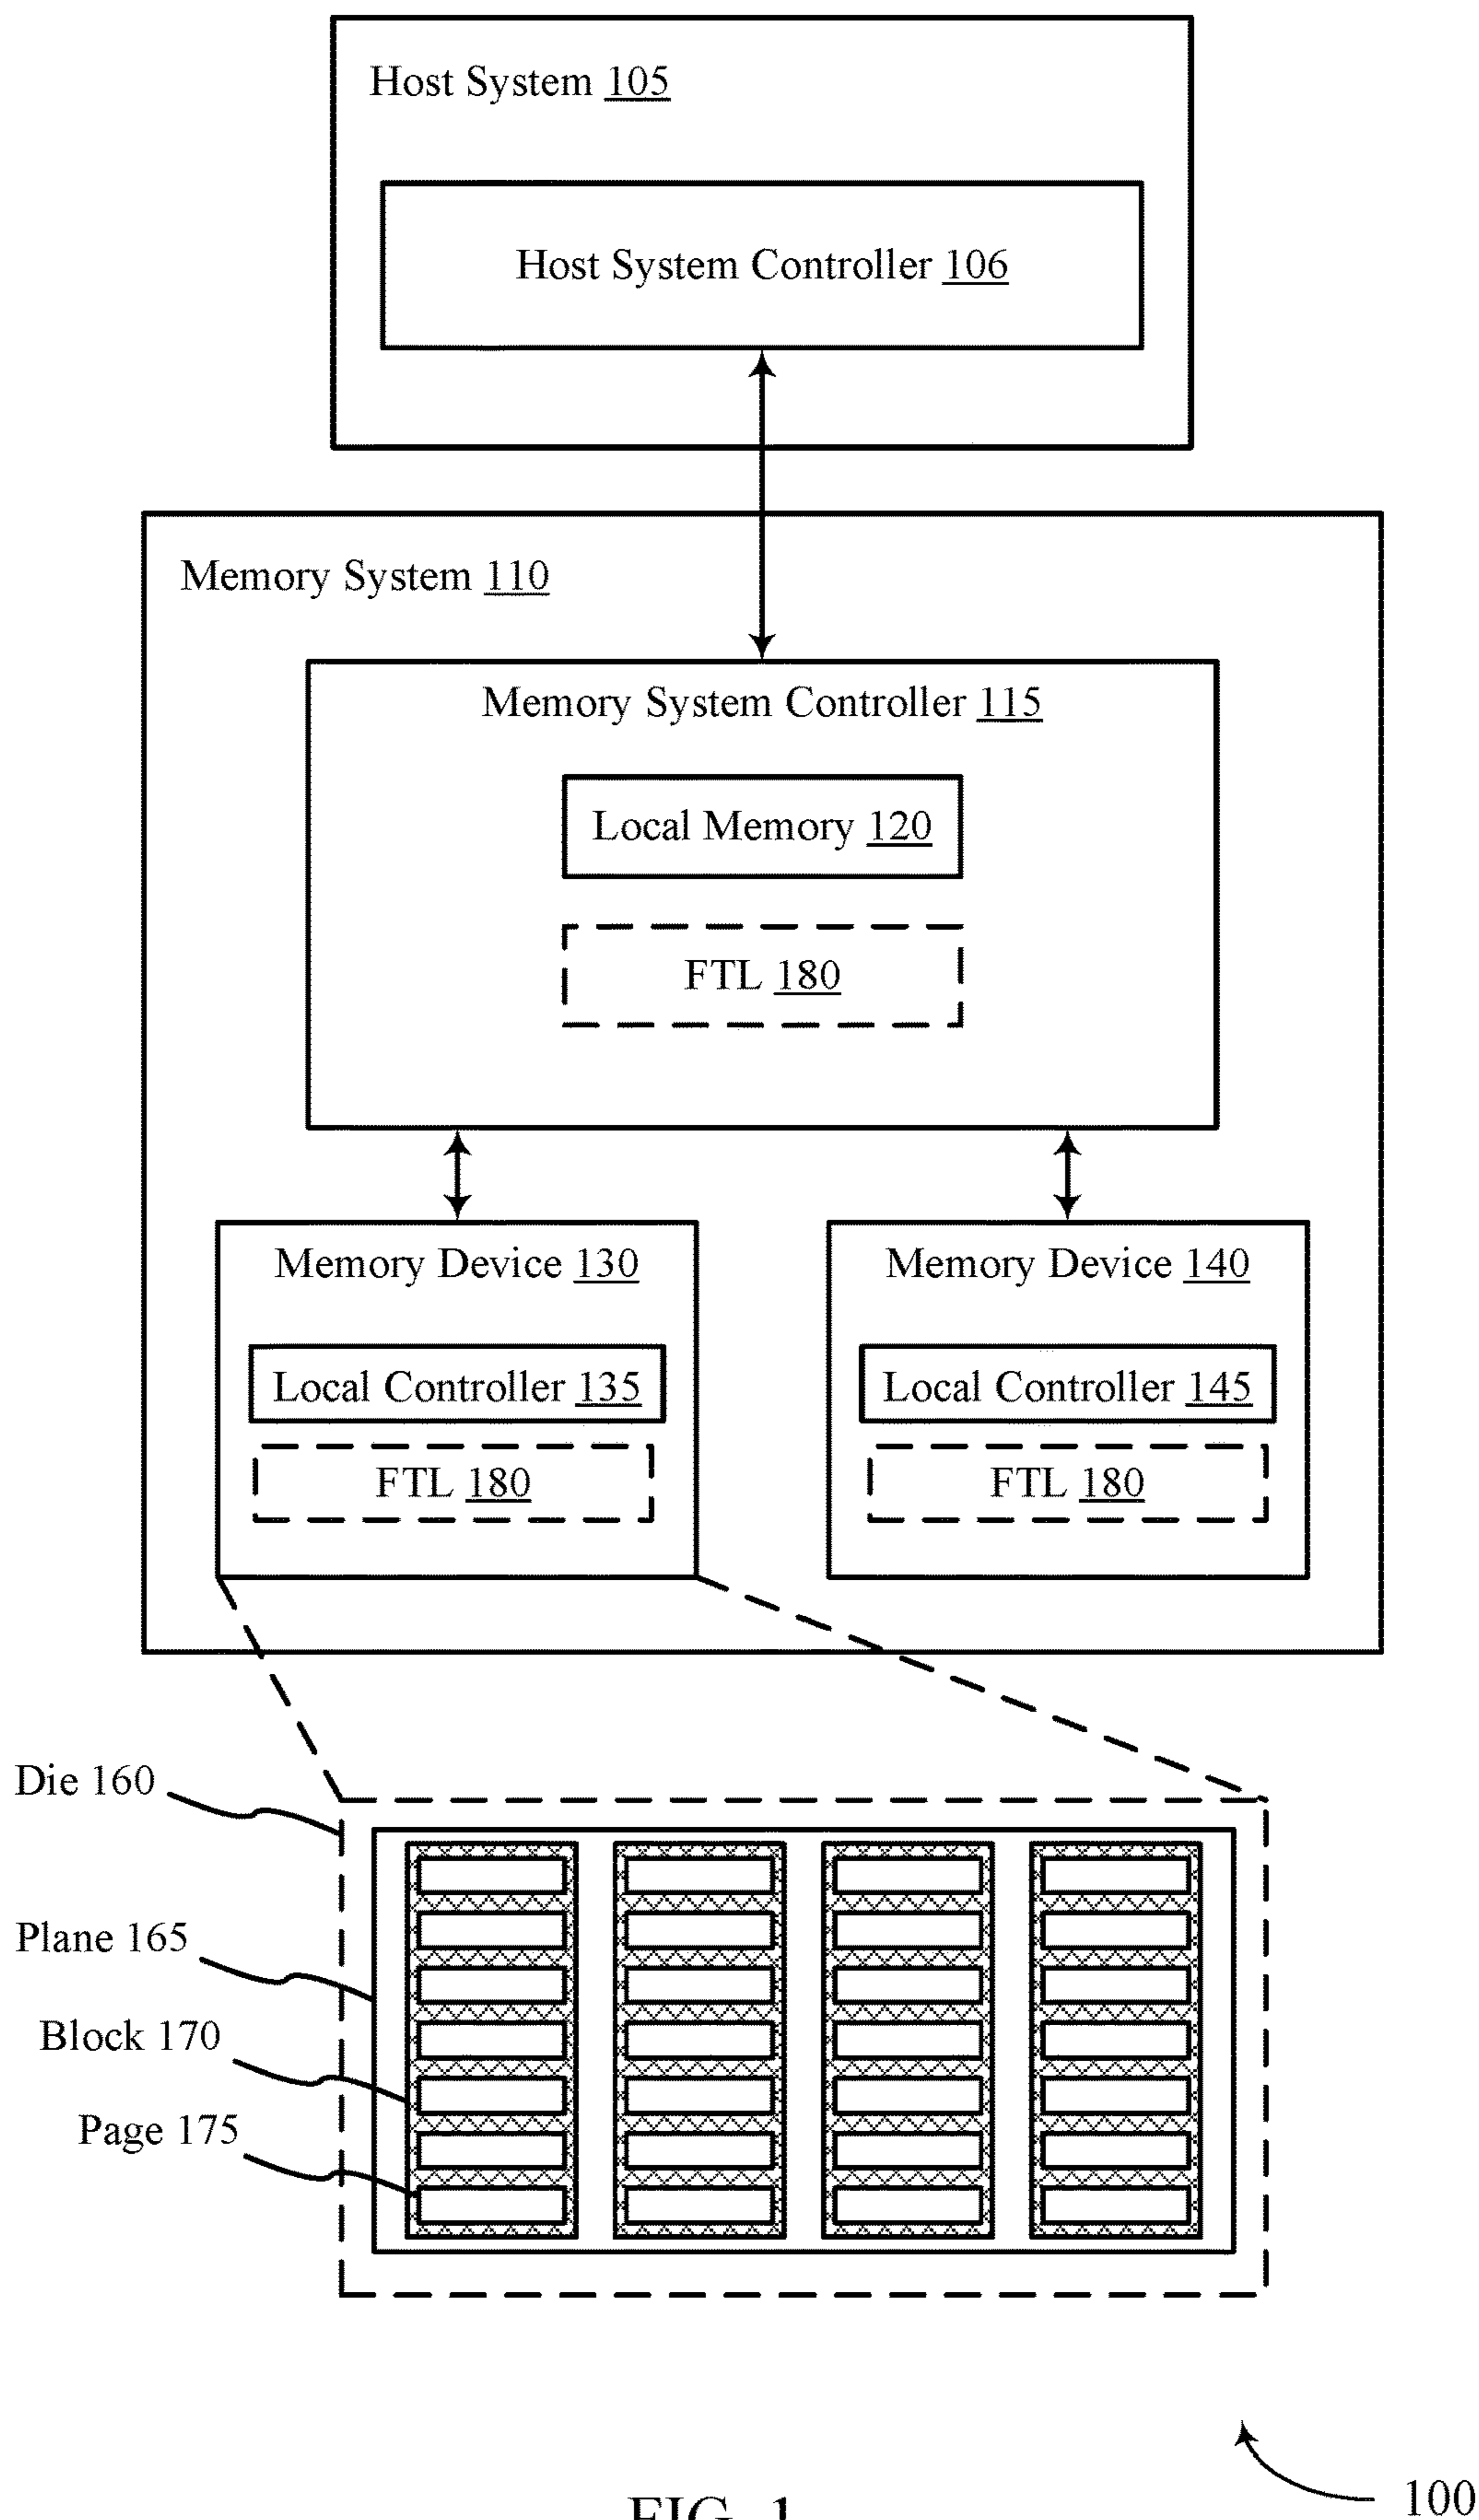 Host System 105
Host System Controller 106
Memory System 110
Memory System Controller 115
Local Memory 120
FTL 180
Memory Device 130
Memory Device 140
Local Controller 135
Local Controller 145
FTL 180
FTL 180
Die 160
Plane 165
Block 170
Page 175
100
FIG. 1